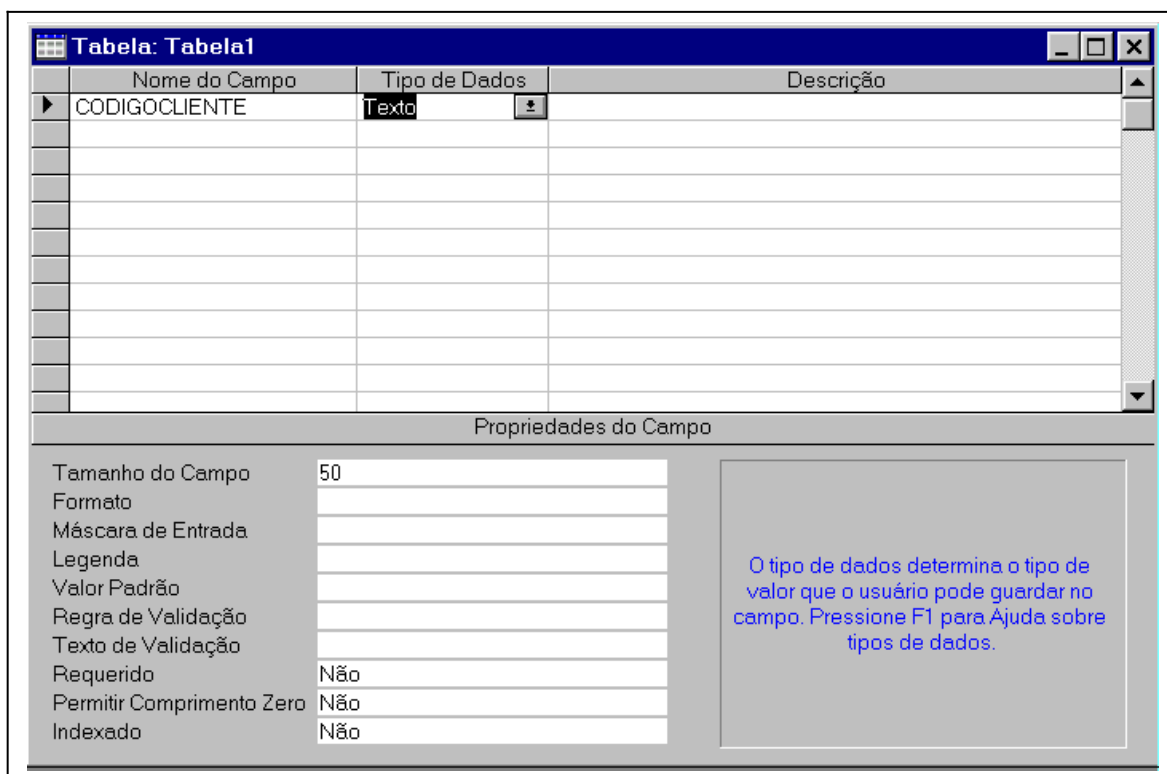 Tabela: Tabela1
Nome do Campo Tipo de Dados Descrição
CODIGOCLIENTE Texto
Propriedades do Campo
Tamanho do Campo 50
Formato
Máscara de Entrada
Legenda
Valor Padrão
Regra de Validação
Texto de Validação
Requerido Não
Permitir Comprimento Zero Não
Indexado Não
O tipo de dados determina o tipo de
valor que o usuário pode guardar no
campo. Pressione F1 para Ajuda sobre
tipos de dados.